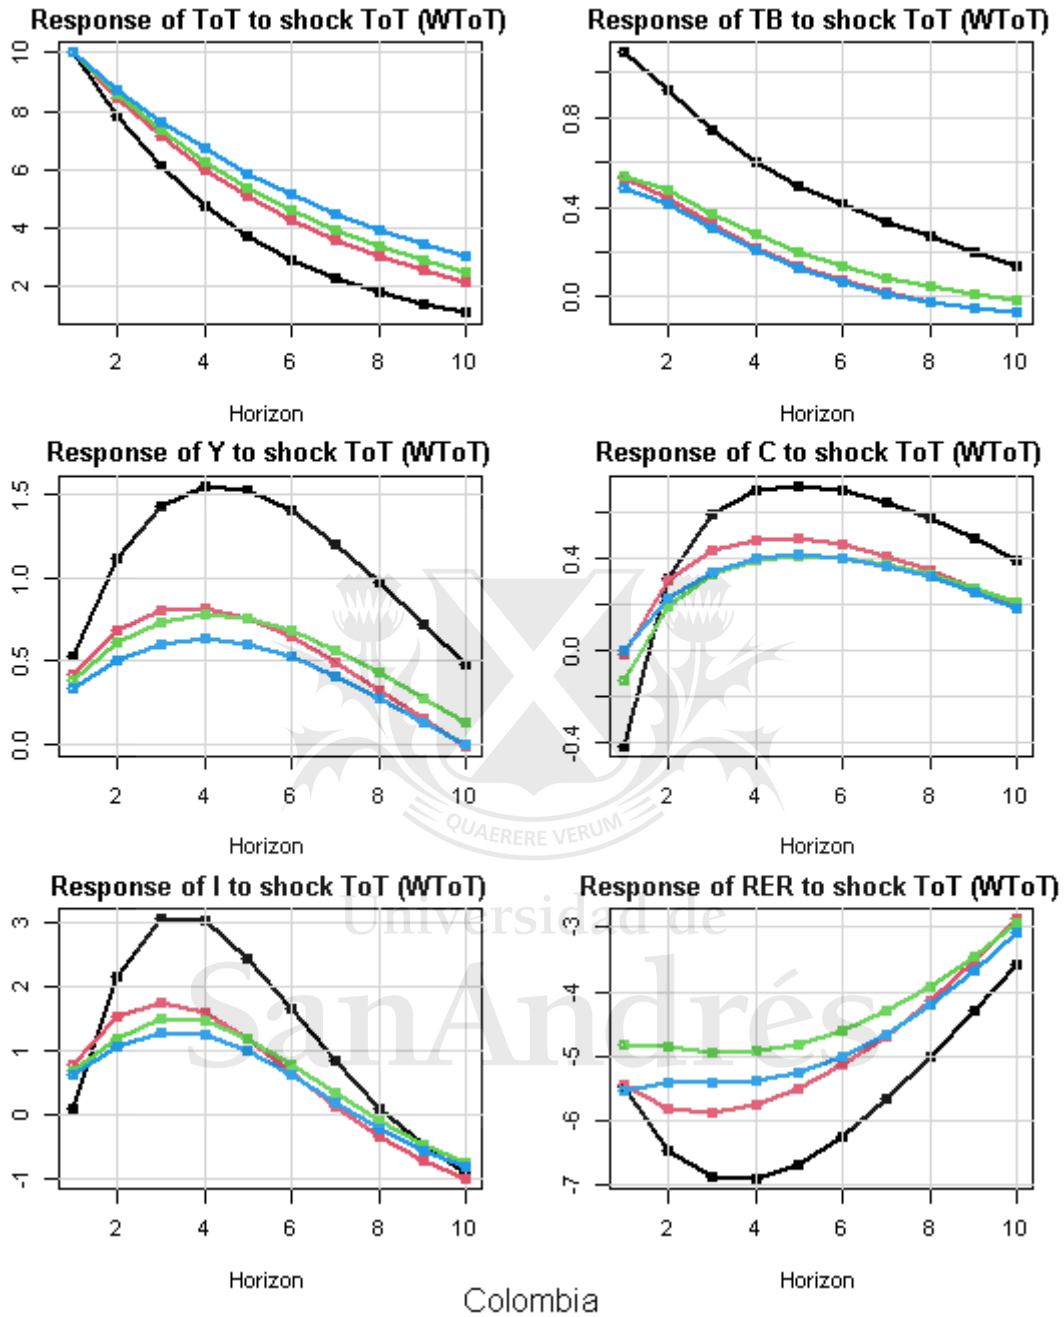 Response of ToT to shock ToT (WToT)
10
8
6
4
2
2 4 6 8 10
Horizon
Response of TB to shock ToT (WToT)
0.8
0.4
0.0
2 4 6 8 10
Horizon
Response of Y to shock ToT (WToT)
1.5
1.0
0.5
0.0
2 4 6 8 10
Horizon
Response of C to shock ToT (WToT)
0.4
0.0
-0.4
2 4 6 8 10
Horizon
QUAERERE VERUM
Response of I to shock ToT (WToT)
3
2
1
0
-1
2 4 6 8 10
Horizon
Response of RER to shock ToT (WToT)
-3
-4
-5
-6
-7
2 4 6 8 10
Horizon
Universidad de
SanAndrés
Colombia